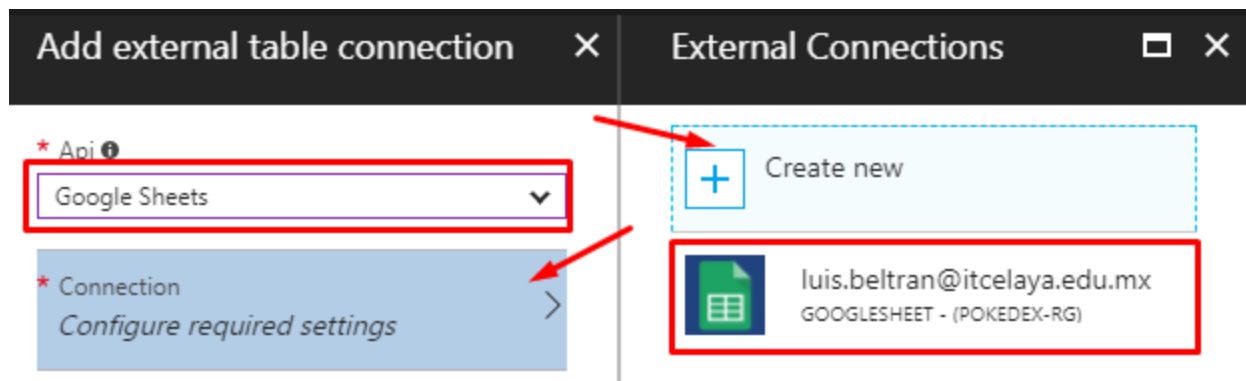 Add external table connection
* Api
Google Sheets
* Connection
Configure required settings
External Connections
Create new
luis.beltran@itcelaya.edu.mx
GOOGLESHEET - (POKEDEX-RG)